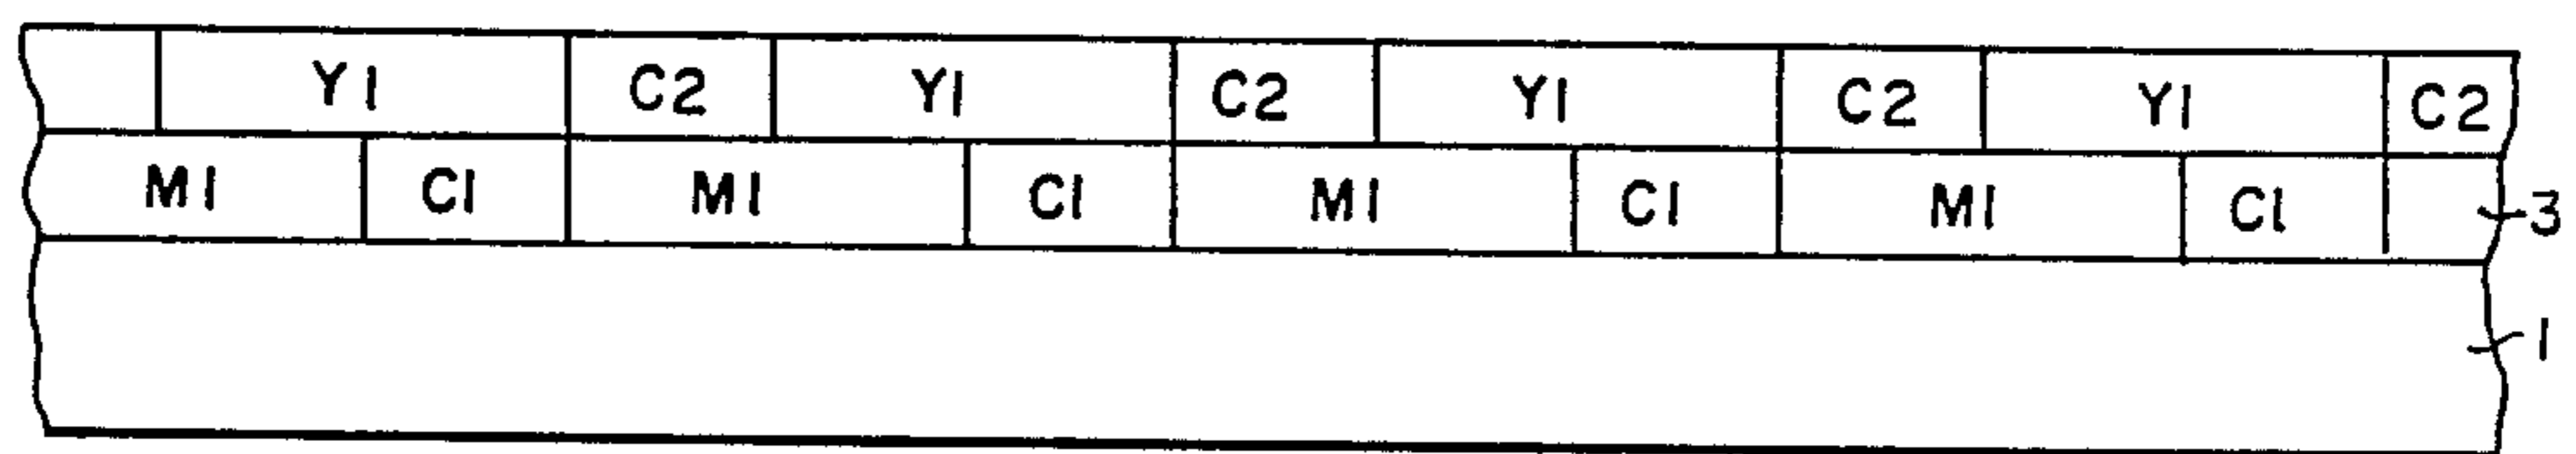 Y1 C2 Y1 C2 Y1 C2 Y1 C2
M1 C1 M1 C1 M1 C1 M1 C1 3
1